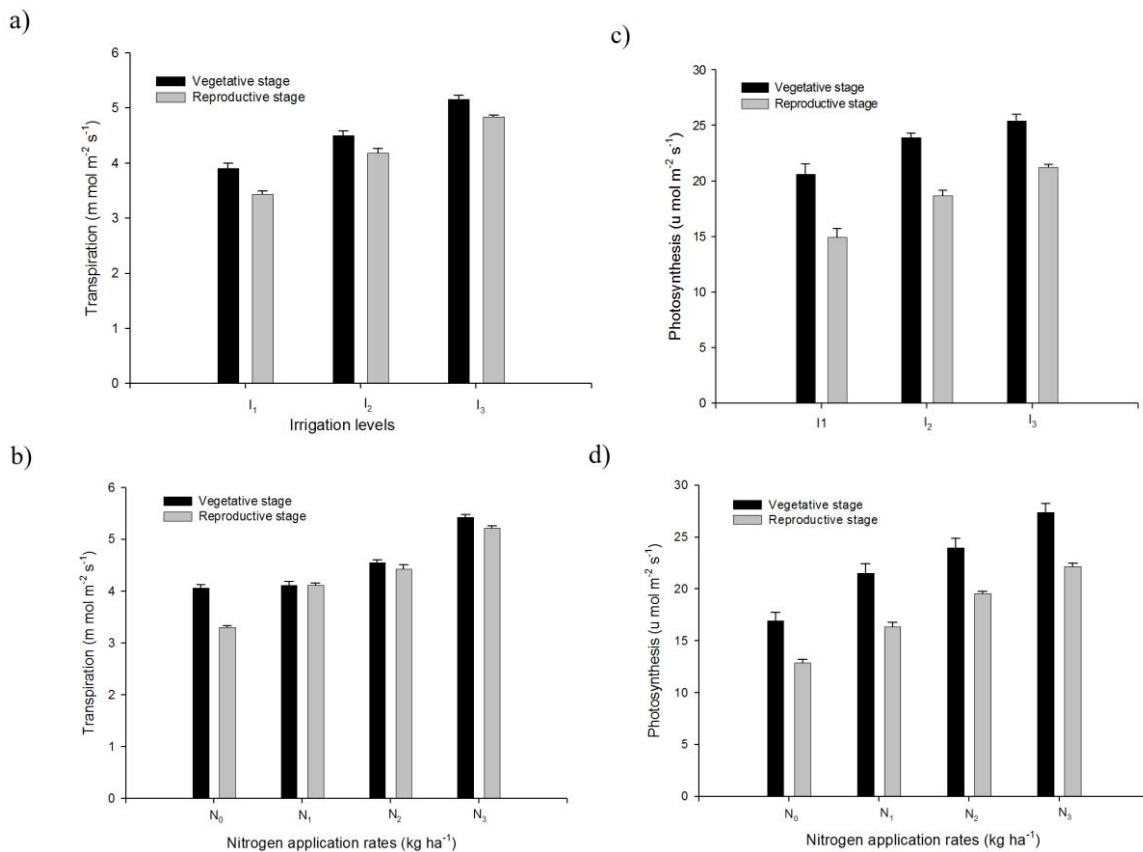 a)
Transpiration (m mol m⁻² s⁻¹)
6
5
4
3
2
1
0
Vegetative stage
Reproductive stage
I₁ I₂ I₃
Irrigation levels
b)
Transpiration (m mol m⁻² s⁻¹)
6
5
4
3
2
1
0
Vegetative stage
Reproductive stage
N₀ N₁ N₂ N₃
Nitrogen application rates (kg ha⁻¹)
c)
Photosynthesis (u mol m⁻² s⁻¹)
30
25
20
15
10
5
0
Vegetative stage
Reproductive stage
I1 I₂ I₃
d)
Photosynthesis (u mol m⁻² s⁻¹)
30
25
20
15
10
5
0
Vegetative stage
Reproductive stage
N₀ N₁ N₂ N₃
Nitrogen application rates (kg ha⁻¹)